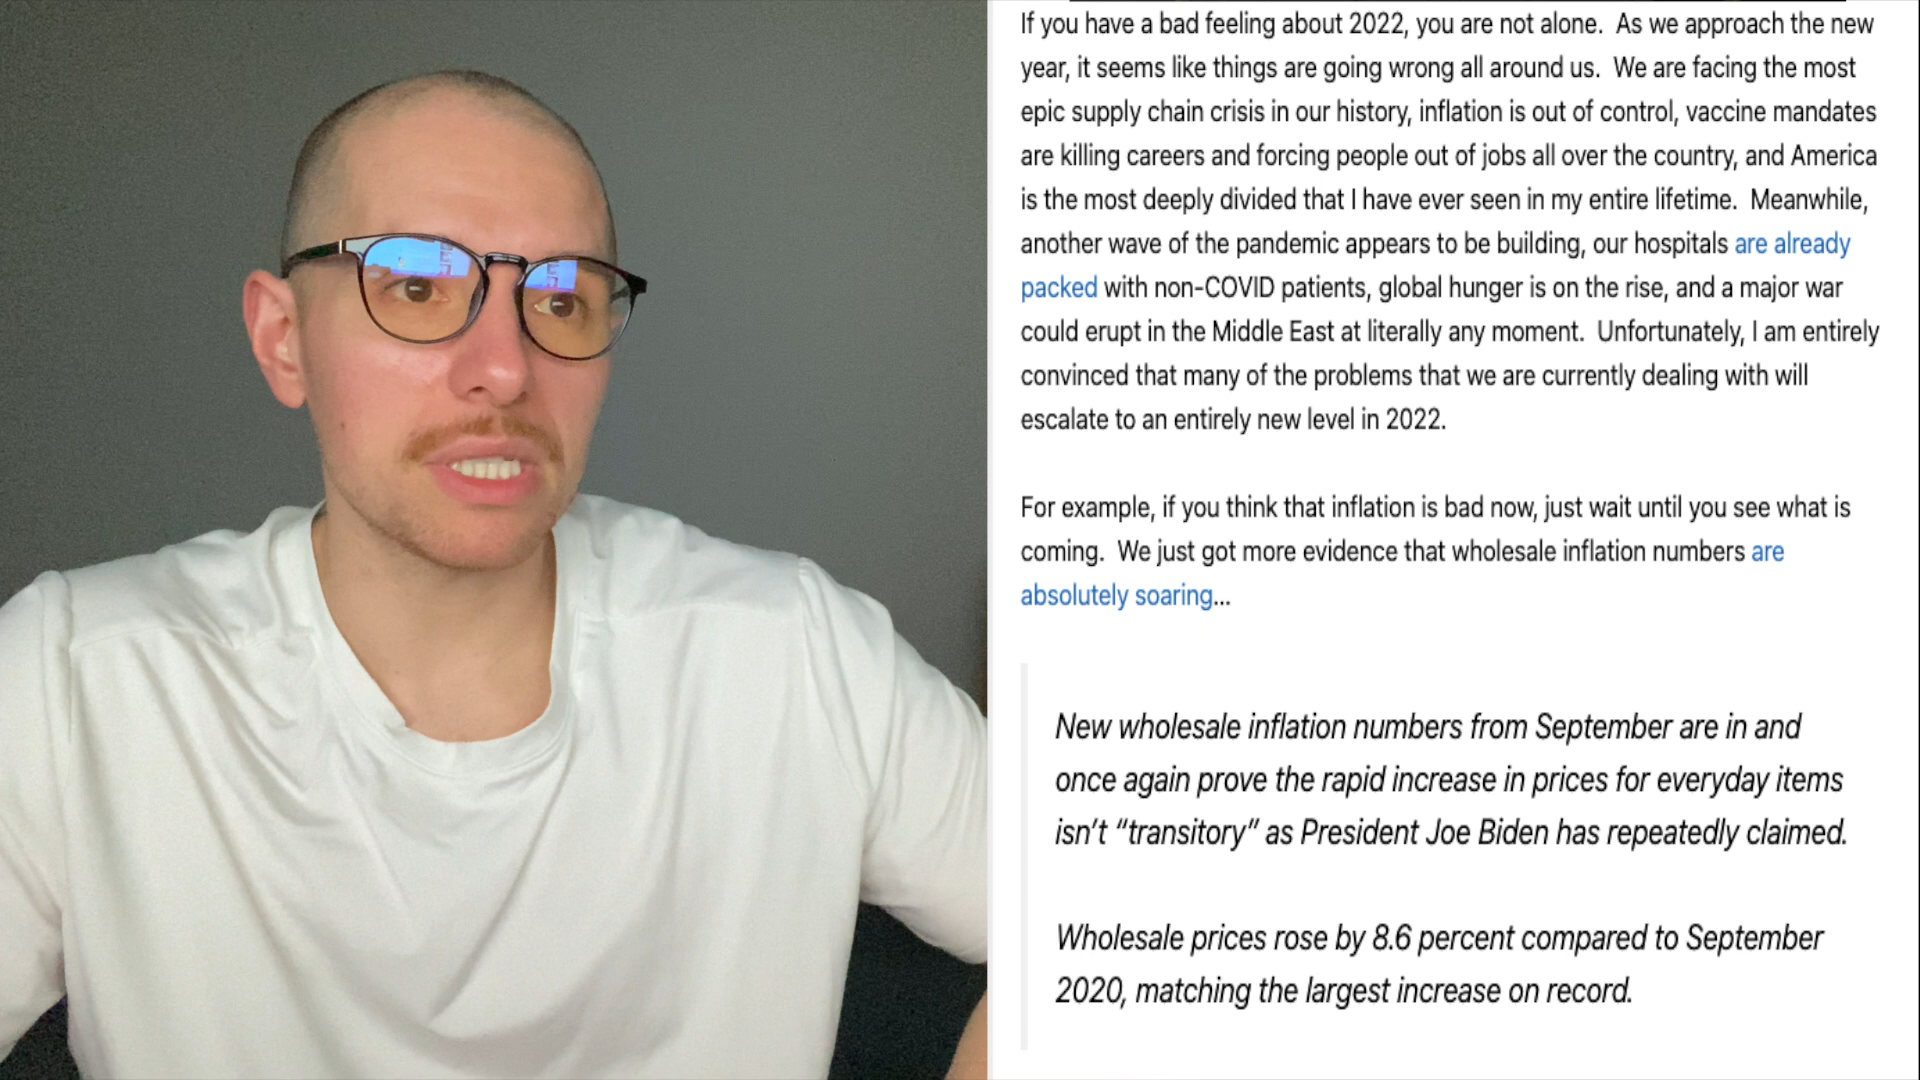 If you have a bad feeling about 2022, you are not alone.  As we approach the new
year, it seems like things are going wrong all around us.  We are facing the most
epic supply chain crisis in our history, inflation is out of control, vaccine mandates
are killing careers and forcing people out of jobs all over the country, and America
is the most deeply divided that I have ever seen in my entire lifetime.  Meanwhile,
another wave of the pandemic appears to be building, our hospitals are already
packed with non-COVID patients, global hunger is on the rise, and a major war
could erupt in the Middle East at literally any moment.  Unfortunately, I am entirely
convinced that many of the problems that we are currently dealing with will
escalate to an entirely new level in 2022.
For example, if you think that inflation is bad now, just wait until you see what is
coming.  We just got more evidence that wholesale inflation numbers are
absolutely soaring…
New wholesale inflation numbers from September are in and
once again prove the rapid increase in prices for everyday items
isn’t “transitory” as President Joe Biden has repeatedly claimed.
Wholesale prices rose by 8.6 percent compared to September
2020, matching the largest increase on record.